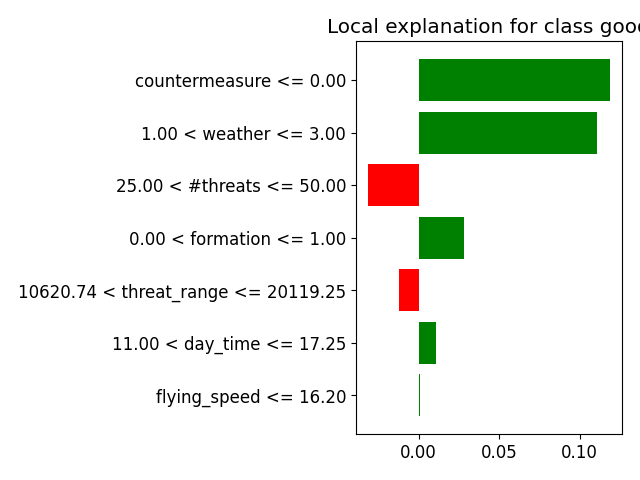 Local explanation for class goo
countermeasure <= 0.00
1.00 < weather <= 3.00
25.00 < #threats <= 50.00
0.00 < formation <= 1.00
10620.74 < threat_range <= 20119.25
11.00 < day_time <= 17.25
flying_speed <= 16.20
0.00 0.05 0.10